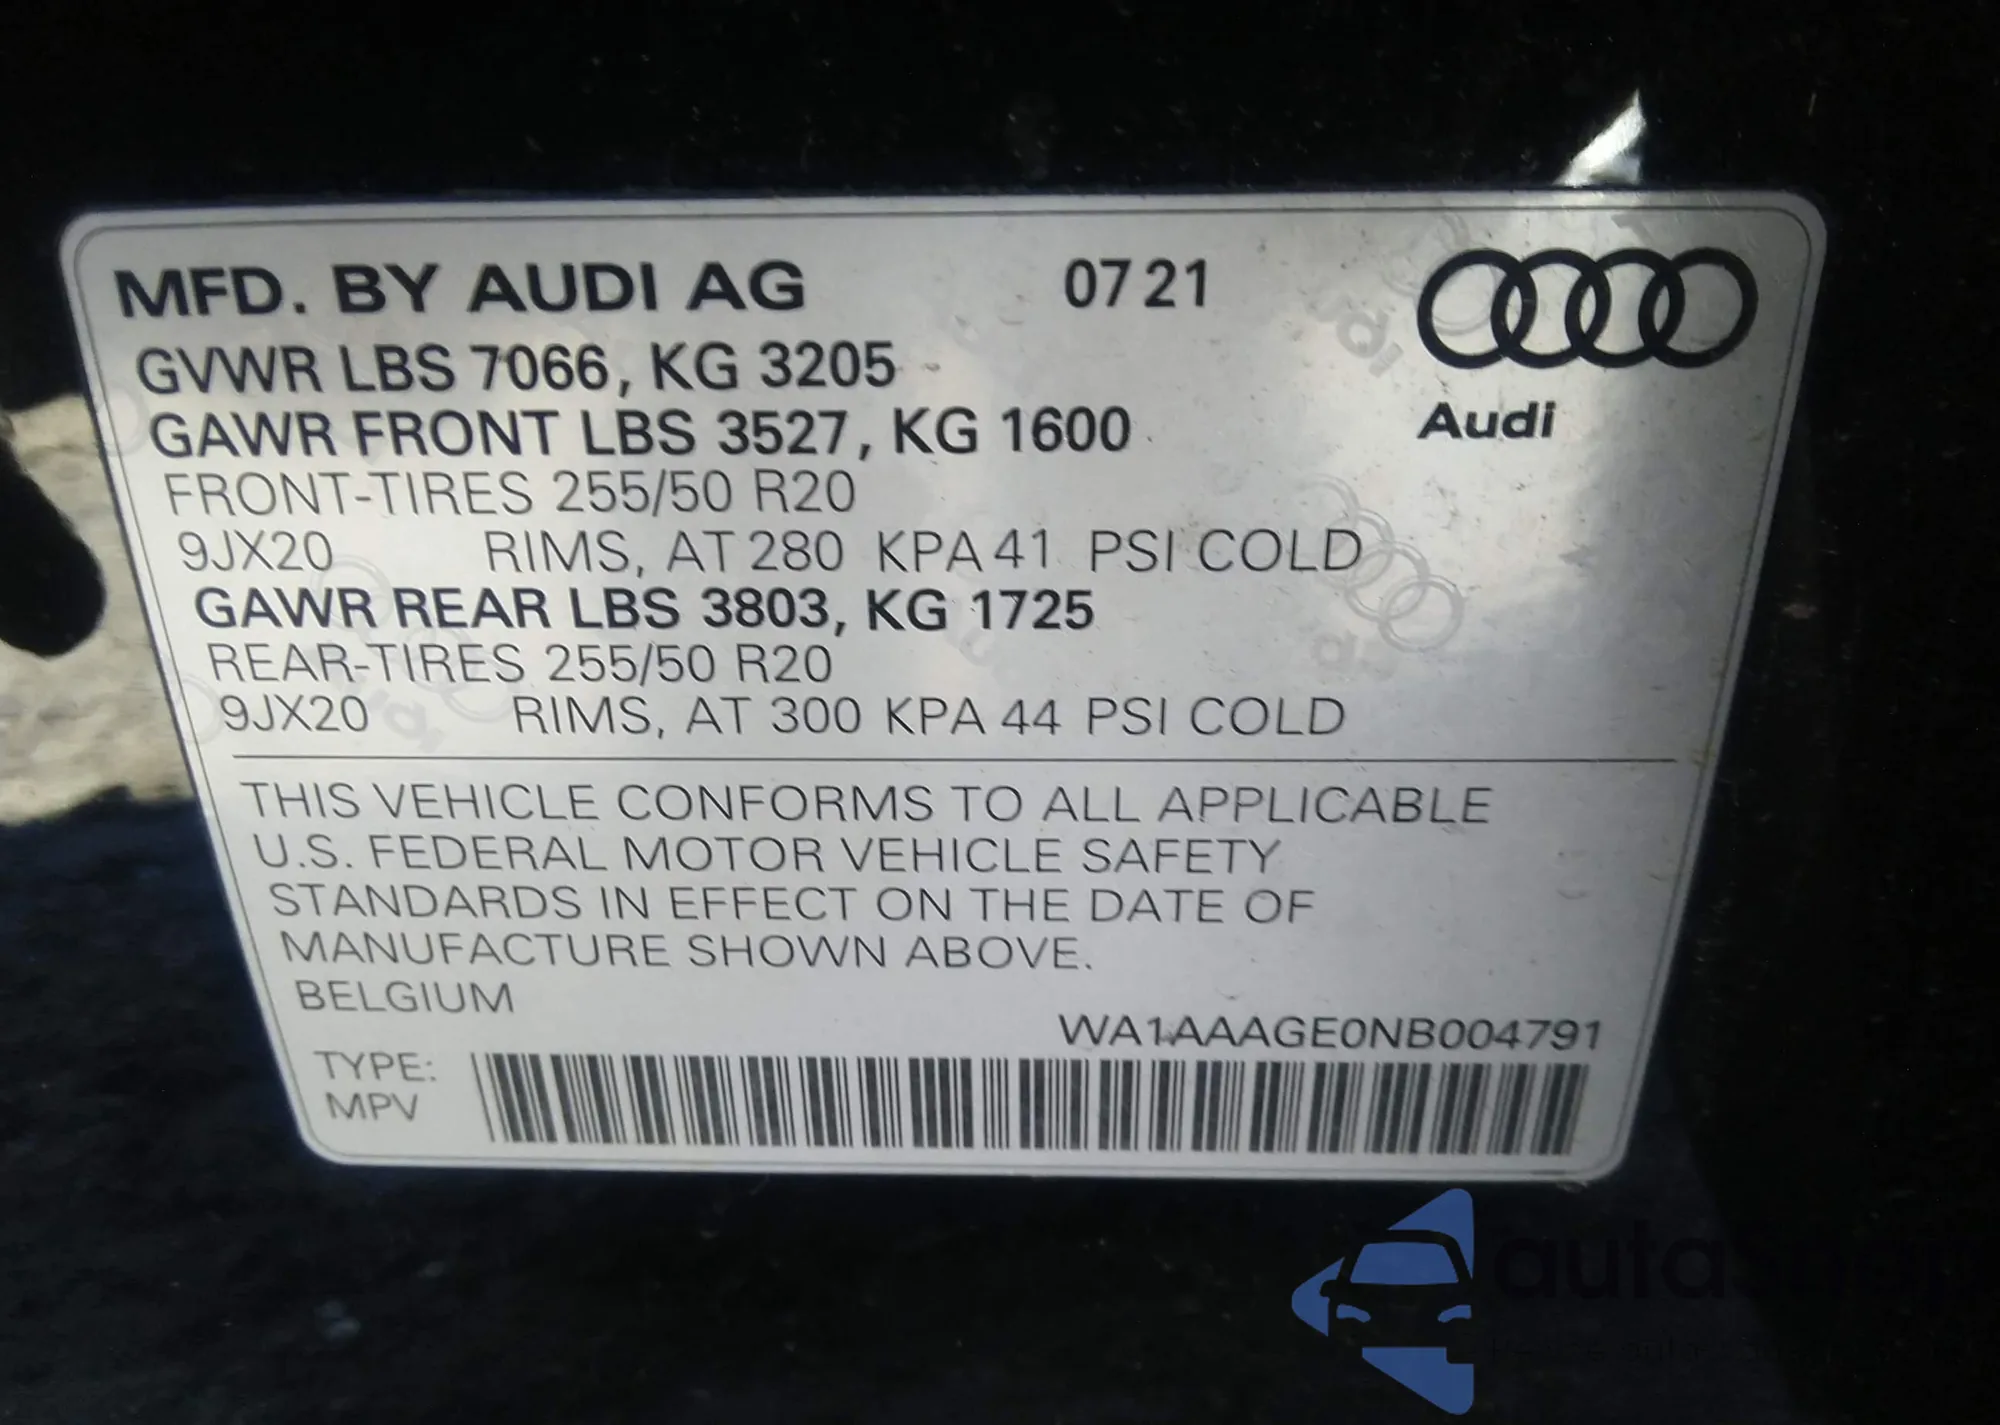 MFD. BY AUDI AG 07 21
GVWR LBS 7066, KG 3205
GAWR FRONT LBS 3527, KG 1600
Audi
FRONT-TIRES 255/50 R20
9JX20 RIMS, AT 280 KPA 41 PSI COLD
GAWR REAR LBS 3803, KG 1725
REAR-TIRES 255/50 R20
9JX20 RIMS, AT 300 KPA 44 PSI COLD
THIS VEHICLE CONFORMS TO ALL APPLICABLE
U.S. FEDERAL MOTOR VEHICLE SAFETY
STANDARDS IN EFFECT ON THE DATE OF
MANUFACTURE SHOWN ABOVE.
BELGIUM
WA1AAAGE0NB004791
TYPE:
MPV